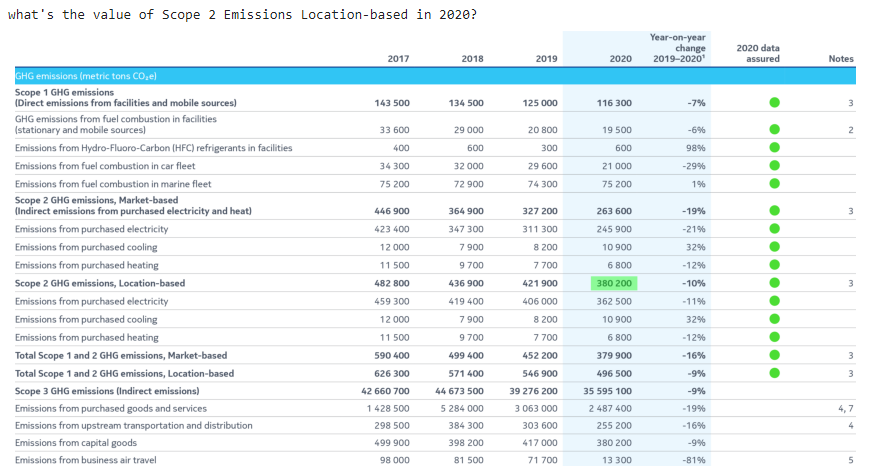 what's the value of Scope 2 Emissions Location-based in 2020?
Year-on-year
change
2020 data
2017 2018 2019 2020 2019–2020¹ assured Notes
GHG emissions (metric tons CO₂e)
Scope 1 GHG emissions
(Direct emissions from facilities and mobile sources) 143 500 134 500 125 000 116 300 -7% 3
GHG emissions from fuel combustion in facilities
(stationary and mobile sources) 33 600 29 000 20 800 19 500 -6% 2
Emissions from Hydro-Fluoro-Carbon (HFC) refrigerants in facilities 400 600 300 600 98%
Emissions from fuel combustion in car fleet 34 300 32 000 29 600 21 000 -29%
Emissions from fuel combustion in marine fleet 75 200 72 900 74 300 75 200 1%
Scope 2 GHG emissions, Market-based
(Indirect emissions from purchased electricity and heat) 446 900 364 900 327 200 263 600 -19% 3
Emissions from purchased electricity 423 400 347 300 311 300 245 900 -21%
Emissions from purchased cooling 12 000 7 900 8 200 10 900 32%
Emissions from purchased heating 11 500 9 700 7 700 6 800 -12%
Scope 2 GHG emissions, Location-based 482 800 436 900 421 900 380 200 -10% 3
Emissions from purchased electricity 459 300 419 400 406 000 362 500 -11%
Emissions from purchased cooling 12 000 7 900 8 200 10 900 32%
Emissions from purchased heating 11 500 9 700 7 700 6 800 -12%
Total Scope 1 and 2 GHG emissions, Market-based 590 400 499 400 452 200 379 900 -16% 3
Total Scope 1 and 2 GHG emissions, Location-based 626 300 571 400 546 900 496 500 -9% 3
Scope 3 GHG emissions (Indirect emissions) 42 660 700 44 673 500 39 276 200 35 595 100 -9%
Emissions from purchased goods and services 1 428 500 5 284 000 3 063 000 2 487 400 -19% 4, 7
Emissions from upstream transportation and distribution 298 500 384 300 303 600 255 200 -16% 4
Emissions from capital goods 499 900 398 200 417 000 380 200 -9%
Emissions from business air travel 98 000 81 500 71 700 13 300 -81% 5